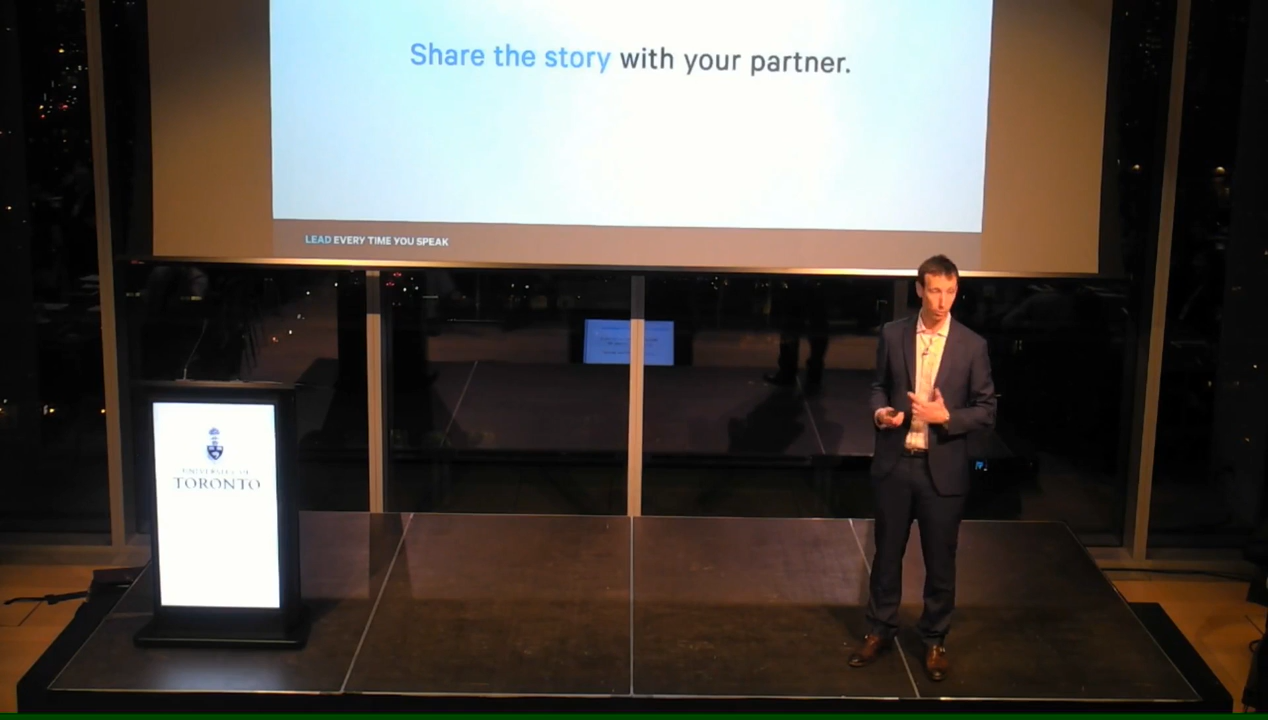 Share the story with your partner.
LEAD EVERY TIME YOU SPEAK
UNIVERSITY OF
TORONTO